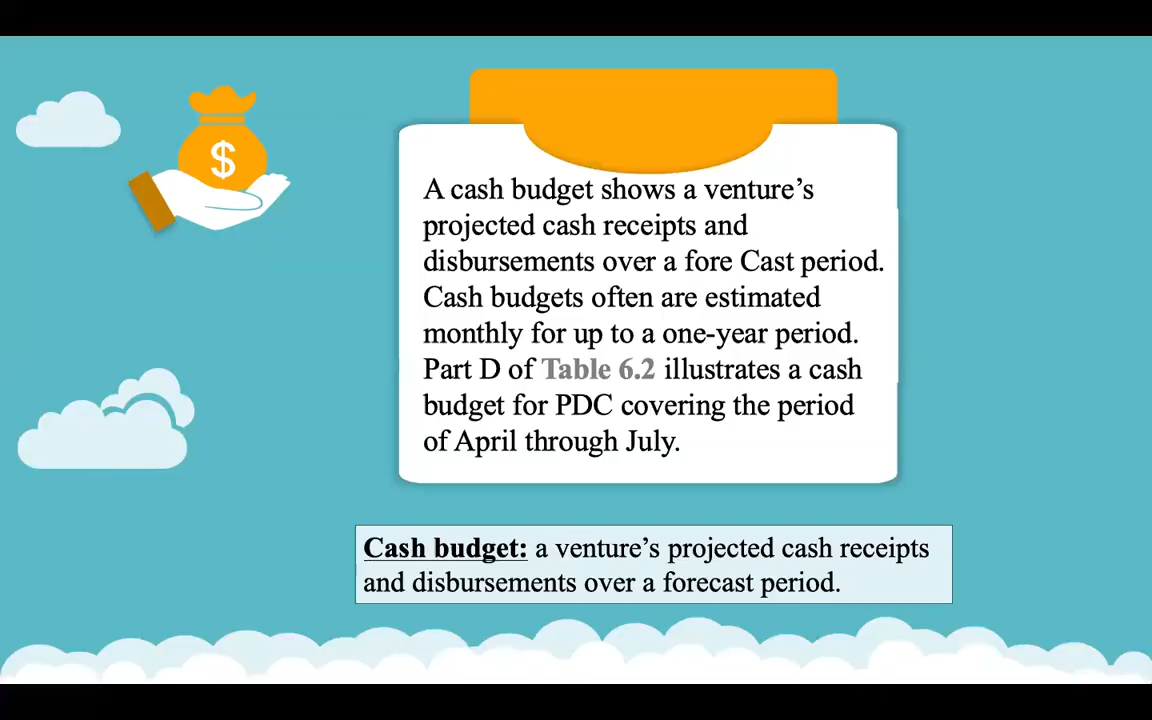 $
A cash budget shows a venture’s
projected cash receipts and
disbursements over a fore Cast period.
Cash budgets often are estimated
monthly for up to a one-year period.
Part D of Table 6.2 illustrates a cash
budget for PDC covering the period
of April through July.
Cash budget: a venture’s projected cash receipts
and disbursements over a forecast period.